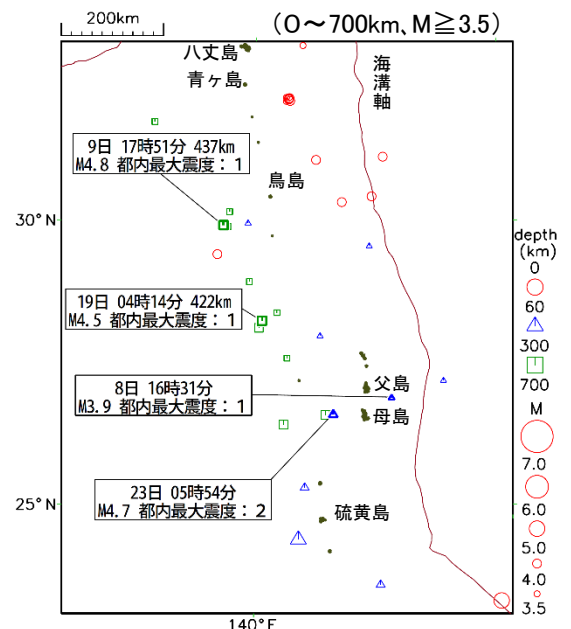 200km
(0～700km、M≧3.5)
八丈島
青ヶ島
海溝軸
9日 17時51分 437km
M4.8 都内最大震度：1
鳥島
30°N
depth
(km)
0
60
300
700
19日 04時14分 422km
M4.5 都内最大震度：1
8日 16時31分
M3.9 都内最大震度：1
父島
母島
M
7.0
6.0
5.0
4.0
3.5
23日 05時54分
M4.7 都内最大震度：2
25°N
硫黄島
140°E